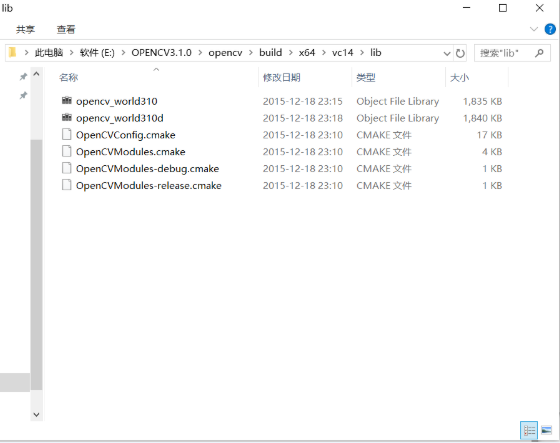 lib
共享 查看
此电脑 > 软件 (E:) > OPENCV3.1.0 > opencv > build > x64 > vc14 > lib 搜索"lib"
名称 修改日期 类型 大小
opencv_world310 2015-12-18 23:15 Object File Library 1,835 KB
opencv_world310d 2015-12-18 23:18 Object File Library 1,840 KB
OpenCVConfig.cmake 2015-12-18 23:10 CMAKE 文件 17 KB
OpenCVModules.cmake 2015-12-18 23:10 CMAKE 文件 4 KB
OpenCVModules-debug.cmake 2015-12-18 23:10 CMAKE 文件 1 KB
OpenCVModules-release.cmake 2015-12-18 23:10 CMAKE 文件 1 KB